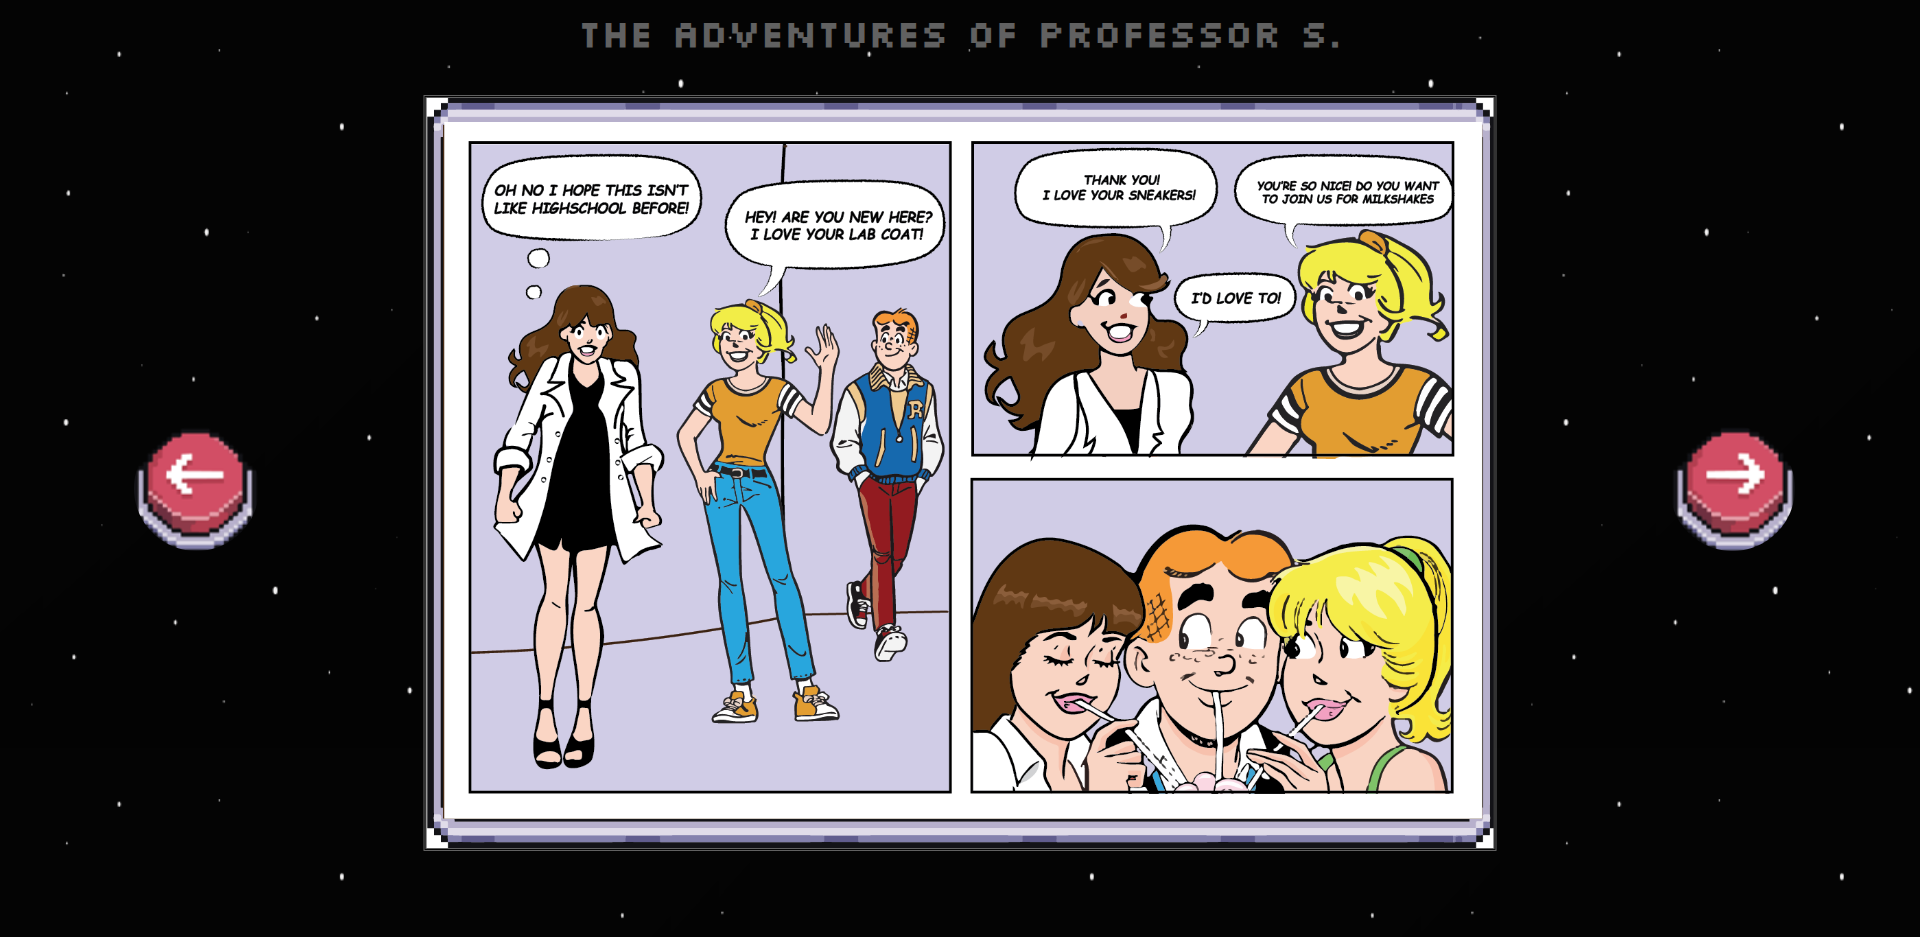 THE ADVENTURES OF PROFESSOR S.
OH NO I HOPE THIS ISN'T
LIKE HIGHSCHOOL BEFORE!
HEY! ARE YOU NEW HERE?
I LOVE YOUR LAB COAT!
R
THANK YOU!
I LOVE YOUR SNEAKERS!
YOU'RE SO NICE! DO YOU WANT
TO JOIN US FOR MILKSHAKES
I'D LOVE TO!